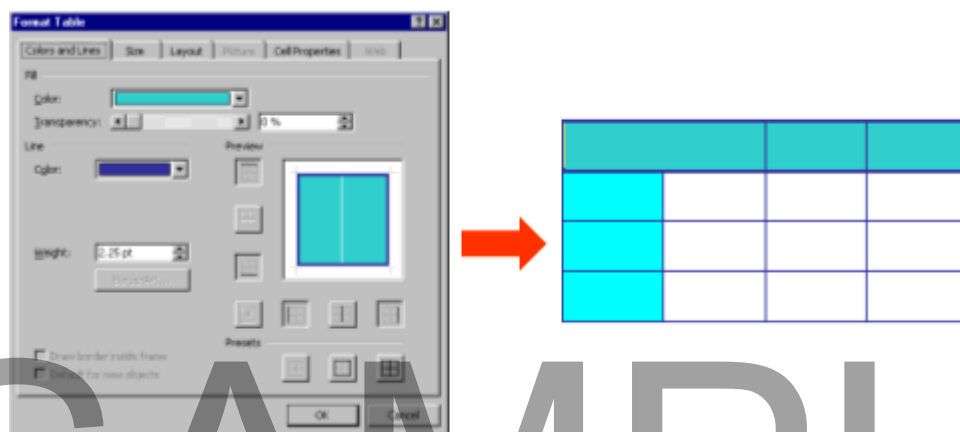 Format Table
Colors and Lines Size Layout Picture Cell Properties Web
Fill
Color:
Transparency: 0 %
Line Preview
Color:
Weight: 2.25 pt
Presets
Draw border inside frame
Default for new objects
OK Cancel